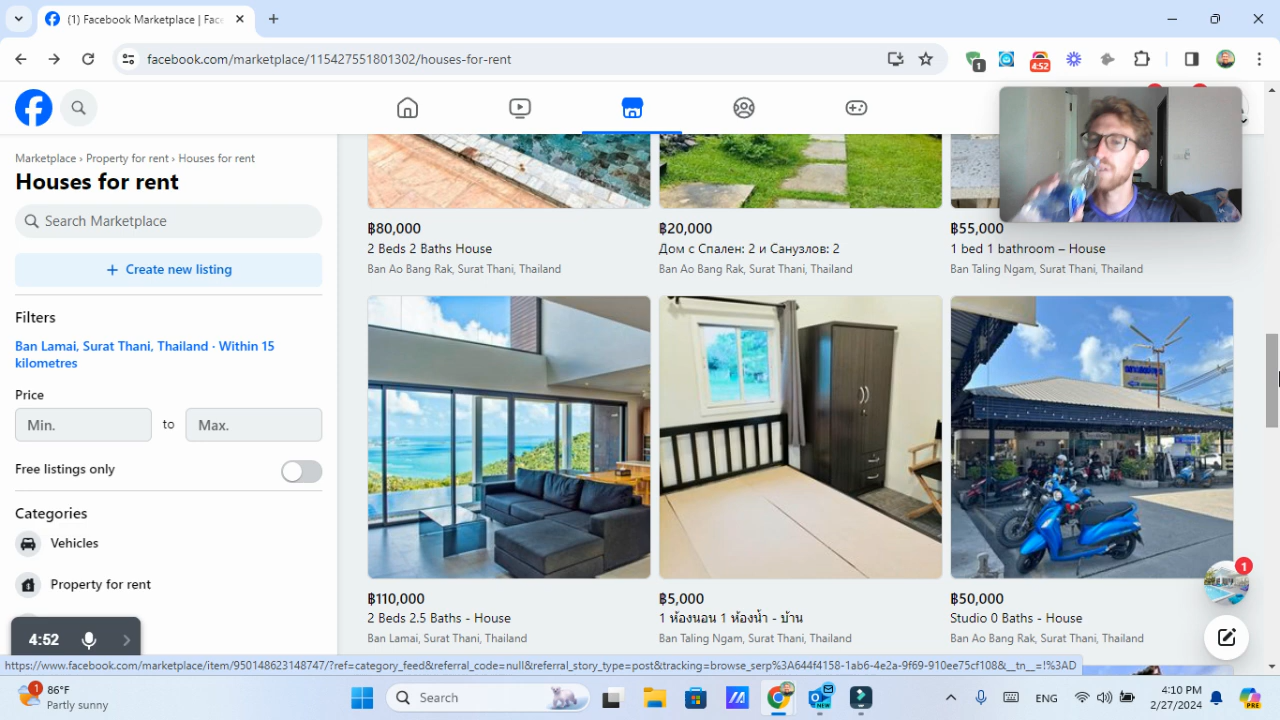 (1) Facebook Marketplace | Face
facebook.com/marketplace/115427551801302/houses-for-rent
1
4:52
Marketplace › Property for rent › Houses for rent
Houses for rent
Search Marketplace
+ Create new listing
Filters
Ban Lamai, Surat Thani, Thailand · Within 15
kilometres
Price
Min.
to
Max.
Free listings only
Categories
Vehicles
Property for rent
฿80,000
2 Beds 2 Baths House
Ban Ao Bang Rak, Surat Thani, Thailand
฿20,000
Дом с Спален: 2 и Санузлов: 2
Ban Ao Bang Rak, Surat Thani, Thailand
฿55,000
1 bed 1 bathroom – House
Ban Taling Ngam, Surat Thani, Thailand
฿110,000
2 Beds 2.5 Baths - House
Ban Lamai, Surat Thani, Thailand
฿5,000
1 ห้องนอน 1 ห้องน้ำ - บ้าน
Ban Taling Ngam, Surat Thani, Thailand
฿50,000
Studio 0 Baths - House
Ban Ao Bang Rak, Surat Thani, Thailand
1
4:52
https://www.facebook.com/marketplace/item/950148623148747/?ref=category_feed&referral_code=null&referral_story_type=post&tracking=browse_serp%3A644f4158-1ab6-4e2a-9f69-910ee75cf108&__tn__=!%3AD
1
86°F
Partly sunny
Search
NEW
ENG
4:10 PM
2/27/2024
PRE